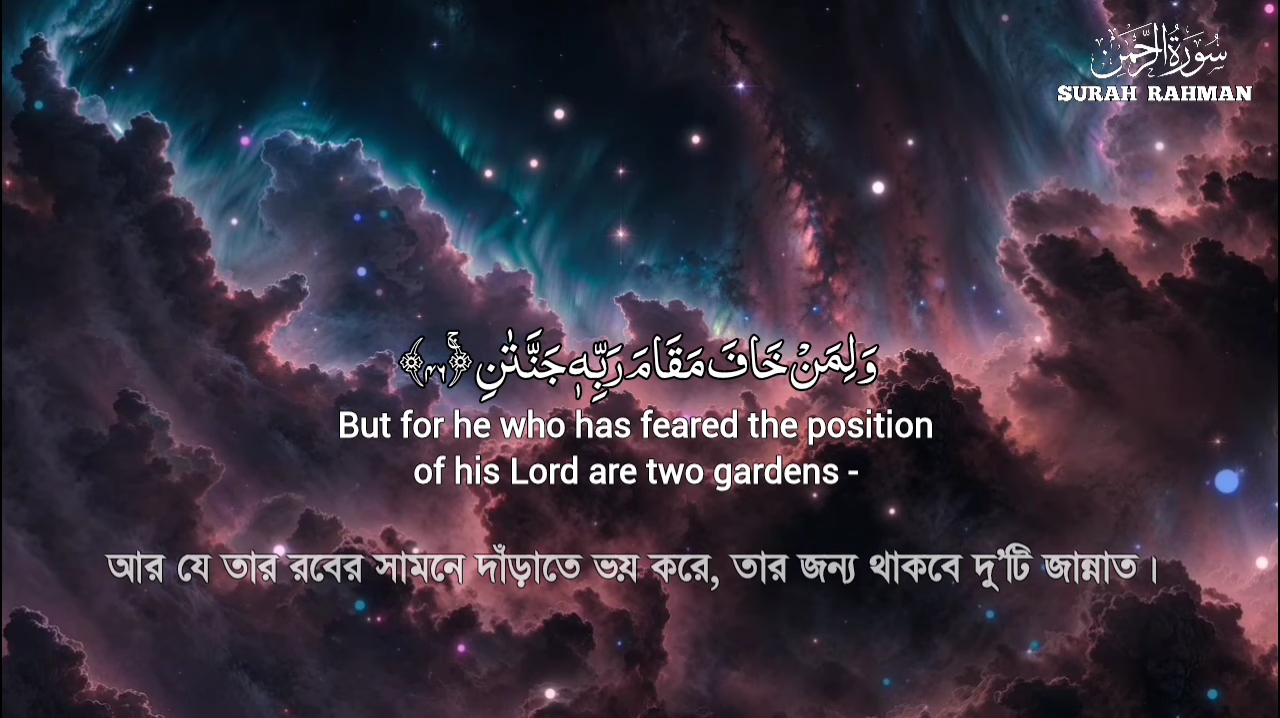 سُورَةُ الرَّحْمٰن
SURAH RAHMAN
وَلِمَنْ خَافَ مَقَامَ رَبِّهٖ جَنَّتٰنِ ۚ ﴿۴۶﴾
But for he who has feared the position
of his Lord are two gardens -
আর যে তার রবের সামনে দাঁড়াতে ভয় করে, তার জন্য থাকবে দু’টি জান্নাত।